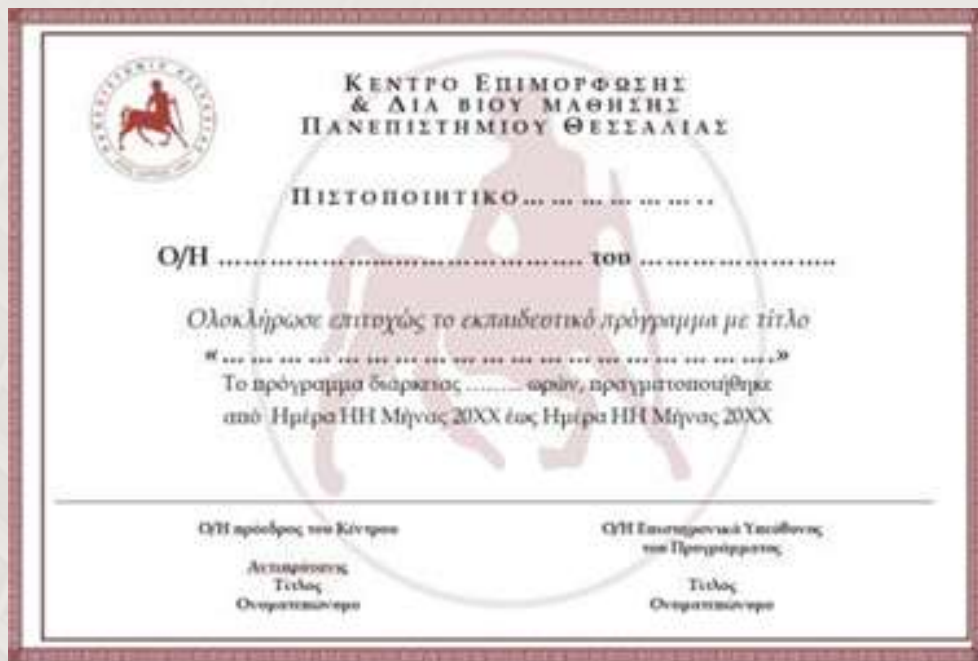 ΠΑΝΕΠΙΣΤΗΜΙΟ ΘΕΣΣΑΛΙΑΣ
ΚΕΝΤΡΟ ΕΠΙΜΟΡΦΩΣΗΣ
& ΔΙΑ ΒΙΟΥ ΜΑΘΗΣΗΣ
ΠΑΝΕΠΙΣΤΗΜΙΟΥ ΘΕΣΣΑΛΙΑΣ
ΠΙΣΤΟΠΟΙΗΤΙΚΟ... ... ... ... ... ... ..
Ο/Η ........................................... του .......................
Ολοκλήρωσε επιτυχώς το εκπαιδευτικό πρόγραμμα με τίτλο
«... ... ... ... ... ... ... ... ... ... ... ... ... ... ... ... ... ... ....»
Το πρόγραμμα διάρκειας ......... ωρών, πραγματοποιήθηκε
από Ημέρα ΗΗ Μήνας 20ΧΧ έως Ημέρα ΗΗ Μήνας 20ΧΧ
Ο/Η πρόεδρος του Κέντρου
Αντιπρύτανις
Τίτλος
Ονοματεπώνυμο
Ο/Η Επιστημονικά Υπεύθυνος
του Προγράμματος
Τίτλος
Ονοματεπώνυμο